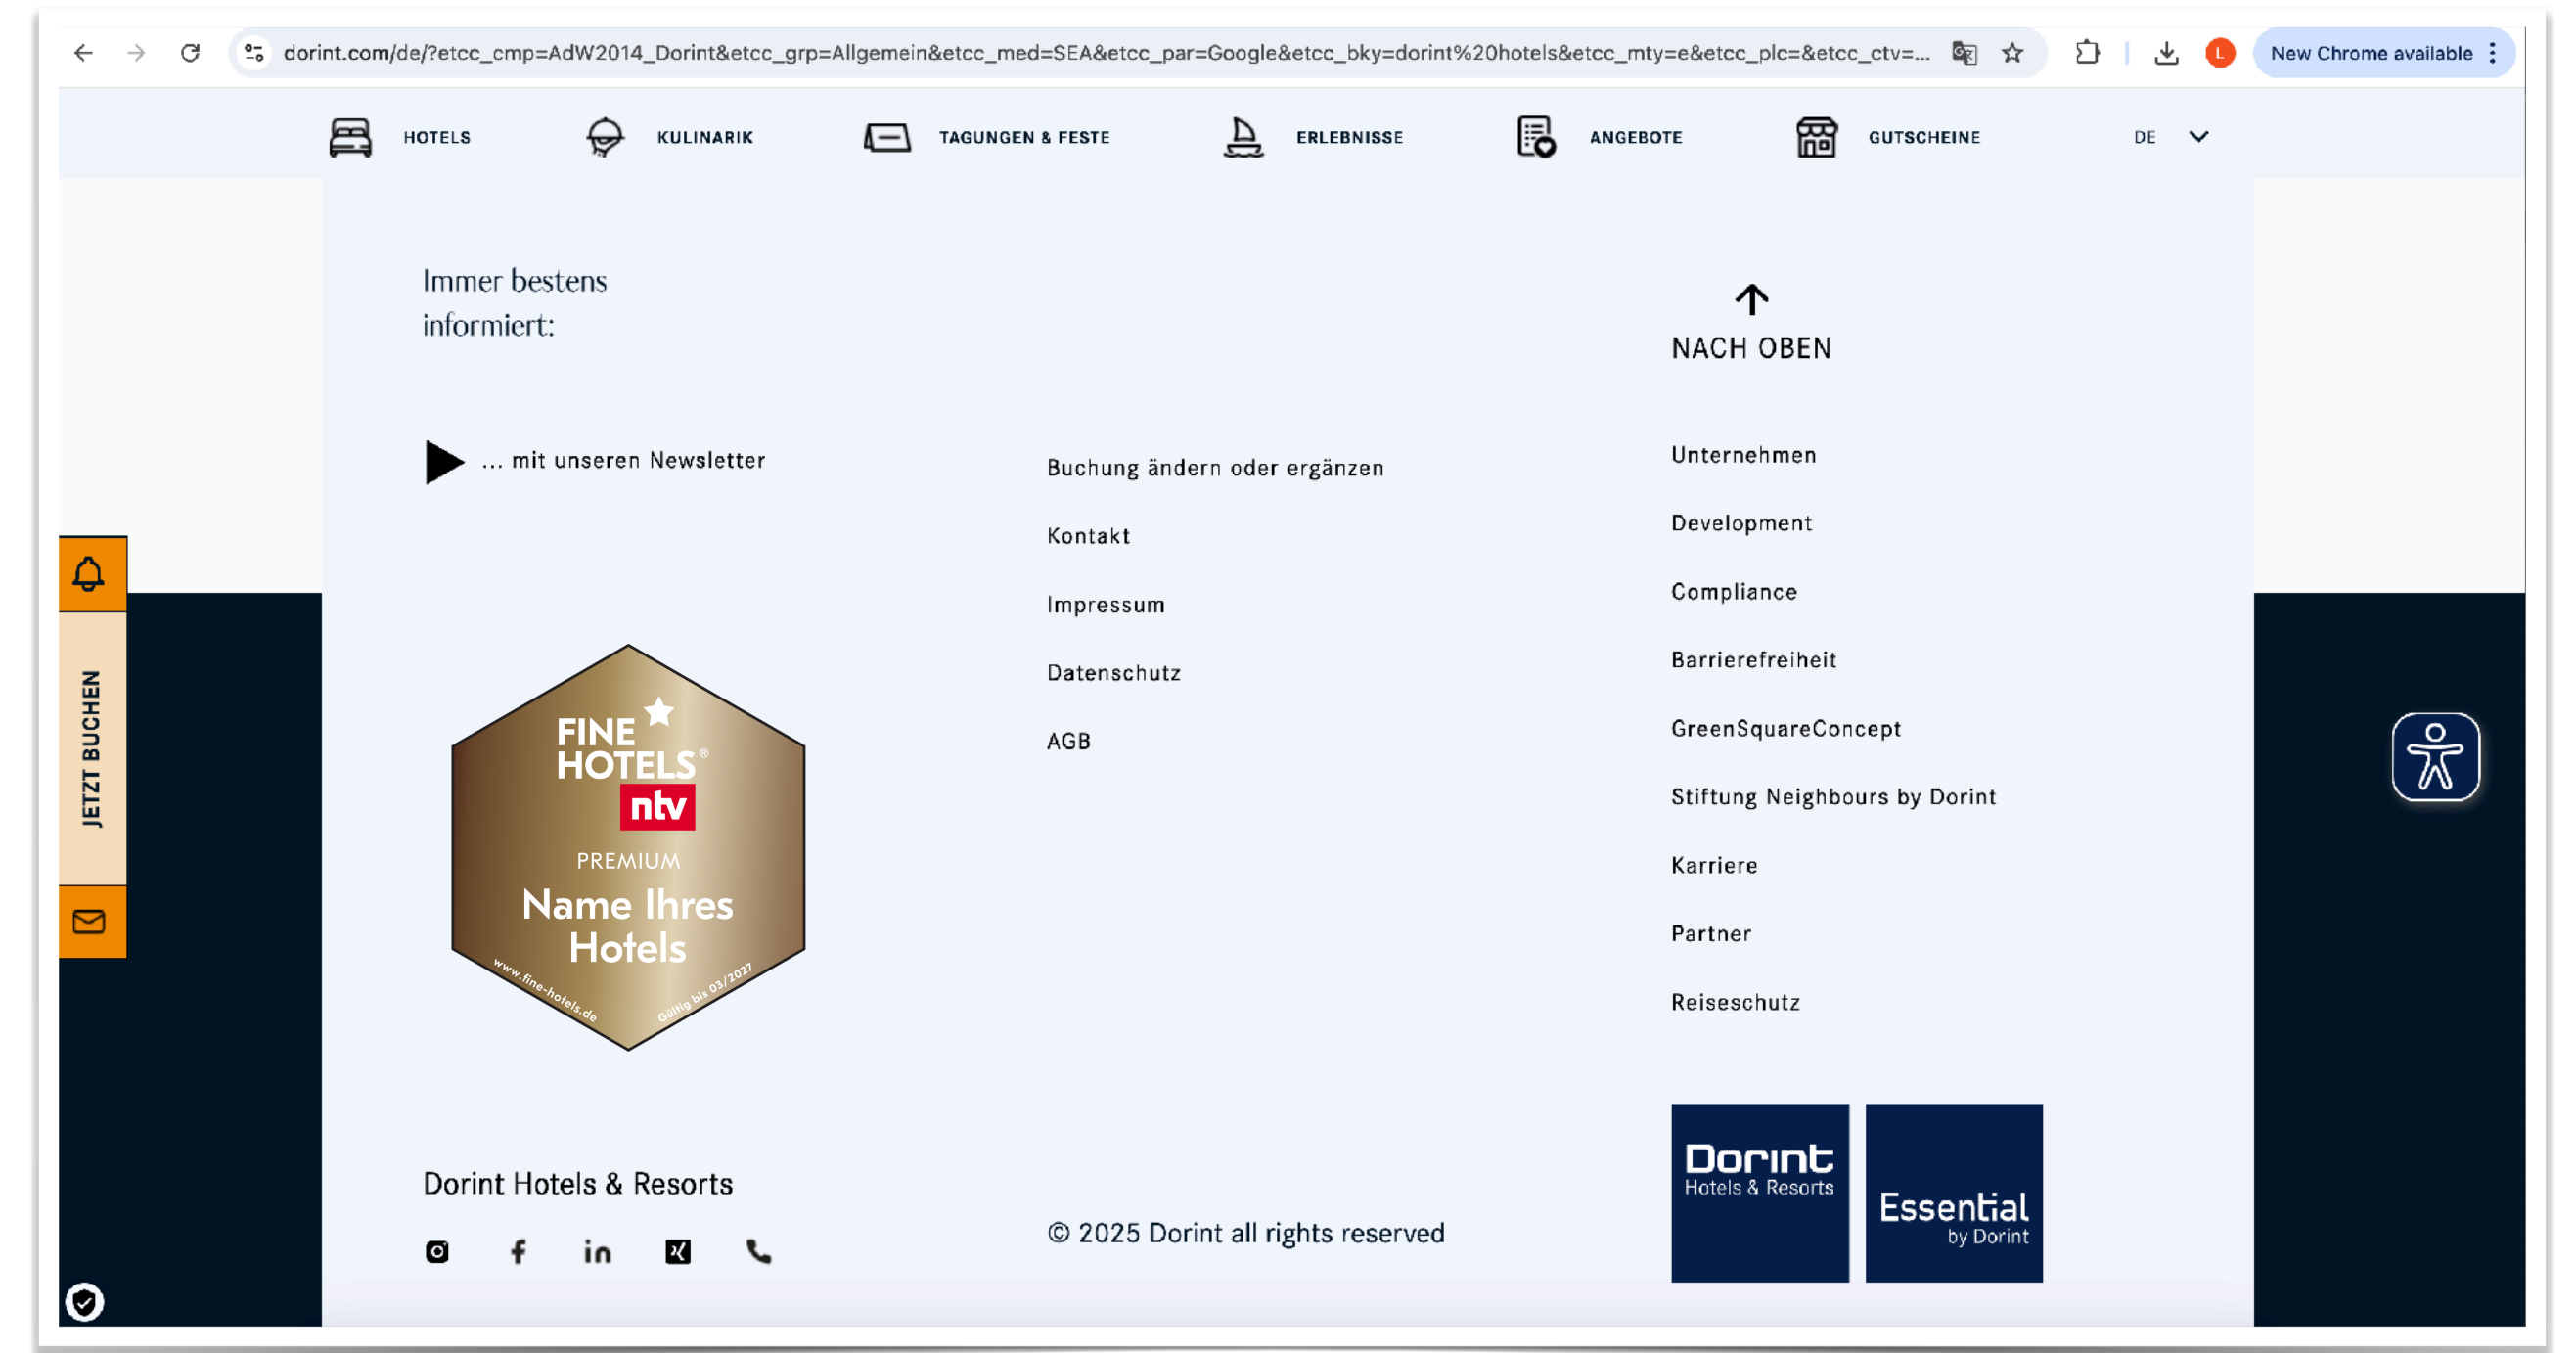 dorint.com/de/?etcc_cmp=AdW2014_Dorint&etcc_grp=Allgemein&etcc_med=SEA&etcc_par=Google&etcc_bky=dorint%20hotels&etcc_mty=e&etcc_plc=&etcc_ctv=...
L
New Chrome available
HOTELS
KULINARIK
TAGUNGEN & FESTE
ERLEBNISSE
ANGEBOTE
GUTSCHEINE
DE
Immer bestens
informiert:
... mit unseren Newsletter
JETZT BUCHEN
FINE
HOTELS®
ntv
PREMIUM
Name Ihres
Hotels
www.fine-hotels.de
Gültig bis 03/2027
Dorint Hotels & Resorts
Buchung ändern oder ergänzen
Kontakt
Impressum
Datenschutz
AGB
© 2025 Dorint all rights reserved
NACH OBEN
Unternehmen
Development
Compliance
Barrierefreiheit
GreenSquareConcept
Stiftung Neighbours by Dorint
Karriere
Partner
Reiseschutz
Dorint
Hotels & Resorts
Essential
by Dorint